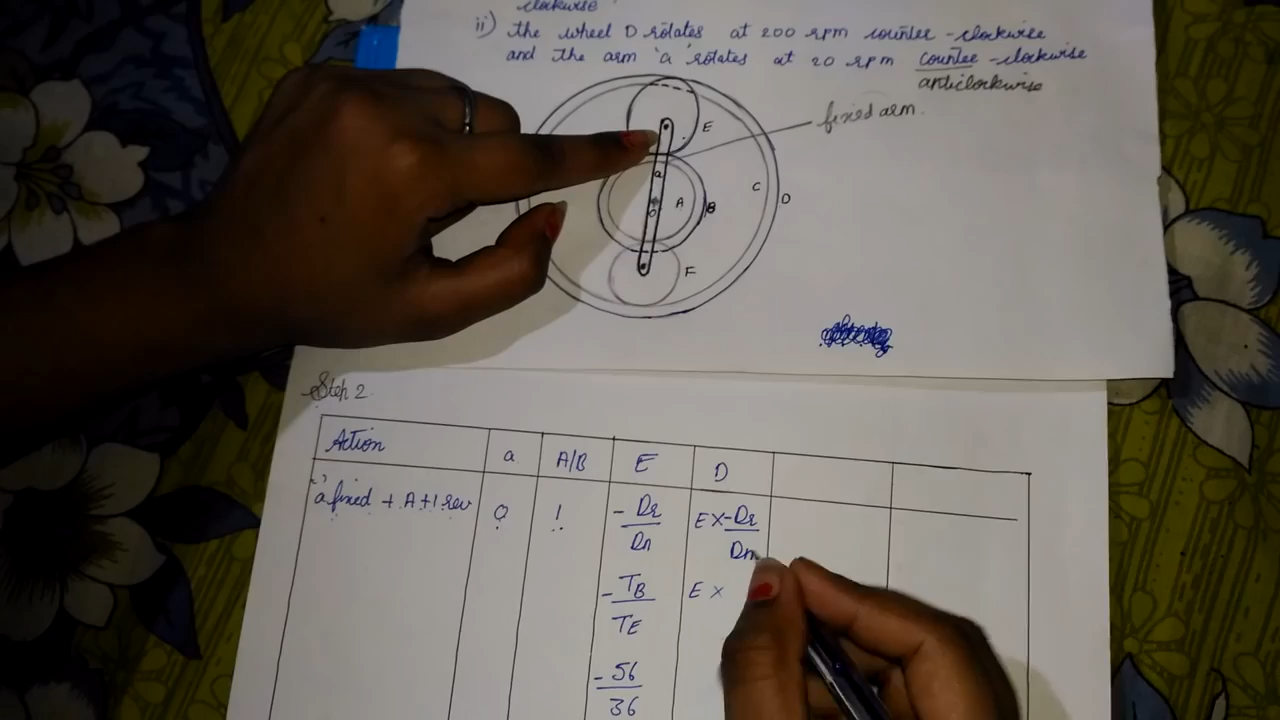 clockwise
ii) the wheel D rotates at 200 rpm counter-clockwise
and the arm 'a' rotates at 20 rpm counter-clockwise
anticlockwise
fixed arm.
E
a
C
D
A
B
O
F
Step 2
Action a A/B E D
i) a fixed + A+1 rev 0 1 - Dr/Dn E x - Dr/Dn
- TB/TE E x
- 56/36